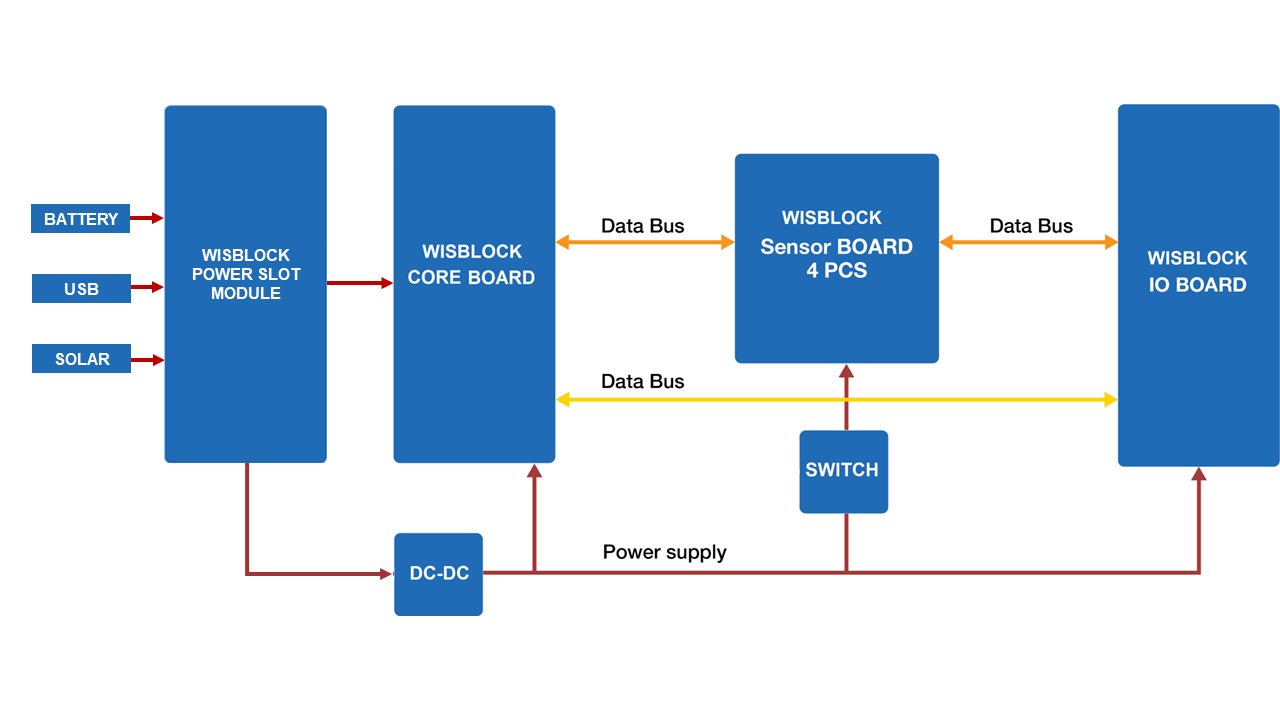 BATTERY
USB
SOLAR
WISBLOCK
POWER SLOT
MODULE
WISBLOCK
CORE BOARD
Data Bus
WISBLOCK
Sensor BOARD
4 PCS
Data Bus
WISBLOCK
IO BOARD
Data Bus
SWITCH
DC-DC
Power supply